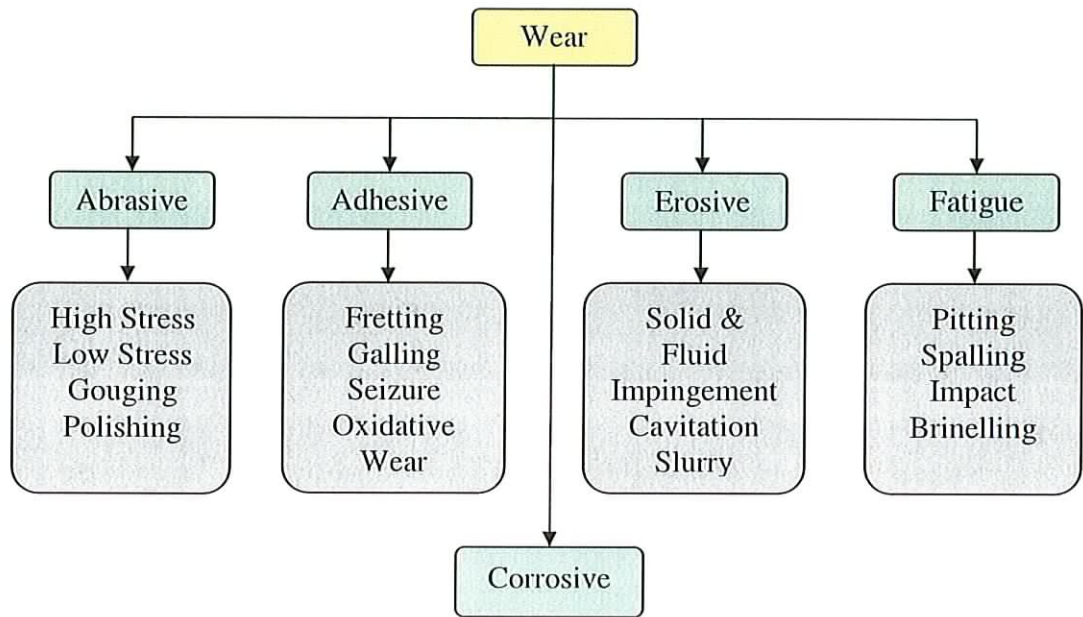 Wear
Abrasive
Adhesive
Erosive
Fatigue
High Stress
Low Stress
Gouging
Polishing
Fretting
Galling
Seizure
Oxidative
Wear
Solid &
Fluid
Impingement
Cavitation
Slurry
Pitting
Spalling
Impact
Brinelling
Corrosive